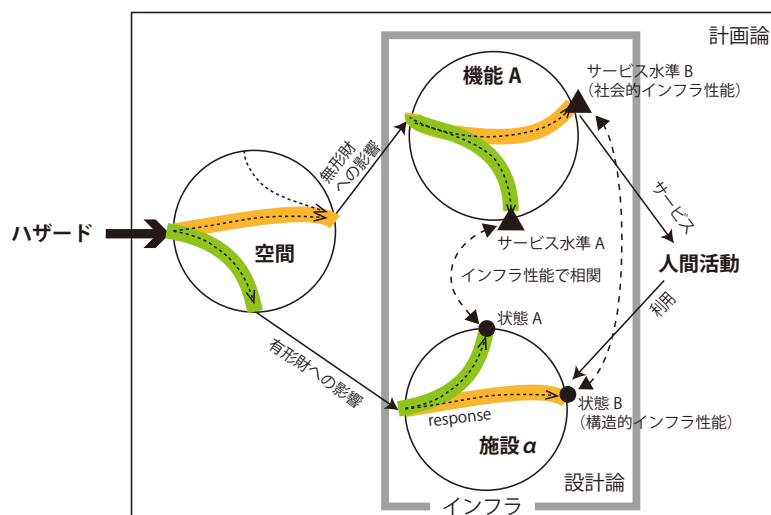 計画論
機能 A
サービス水準 B
（社会的インフラ性能）
無形財
への影響
サービス
ハザード
空間
サービス水準 A
人間活動
インフラ性能で相関
利用
状態 A
有形財への影響
状態 B
（構造的インフラ性能）
response
施設 α
設計論
インフラ